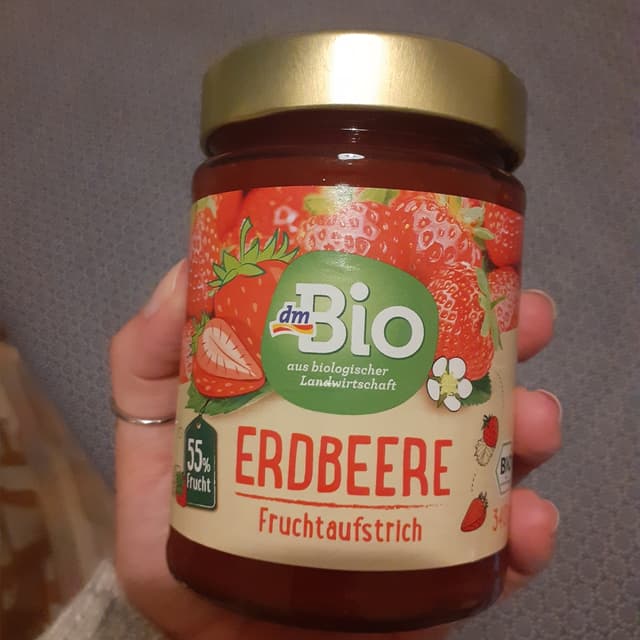 dm
Bio
aus biologischer
Landwirtschaft
55%
Frucht
ERDBEERE
Fruchtaufstrich